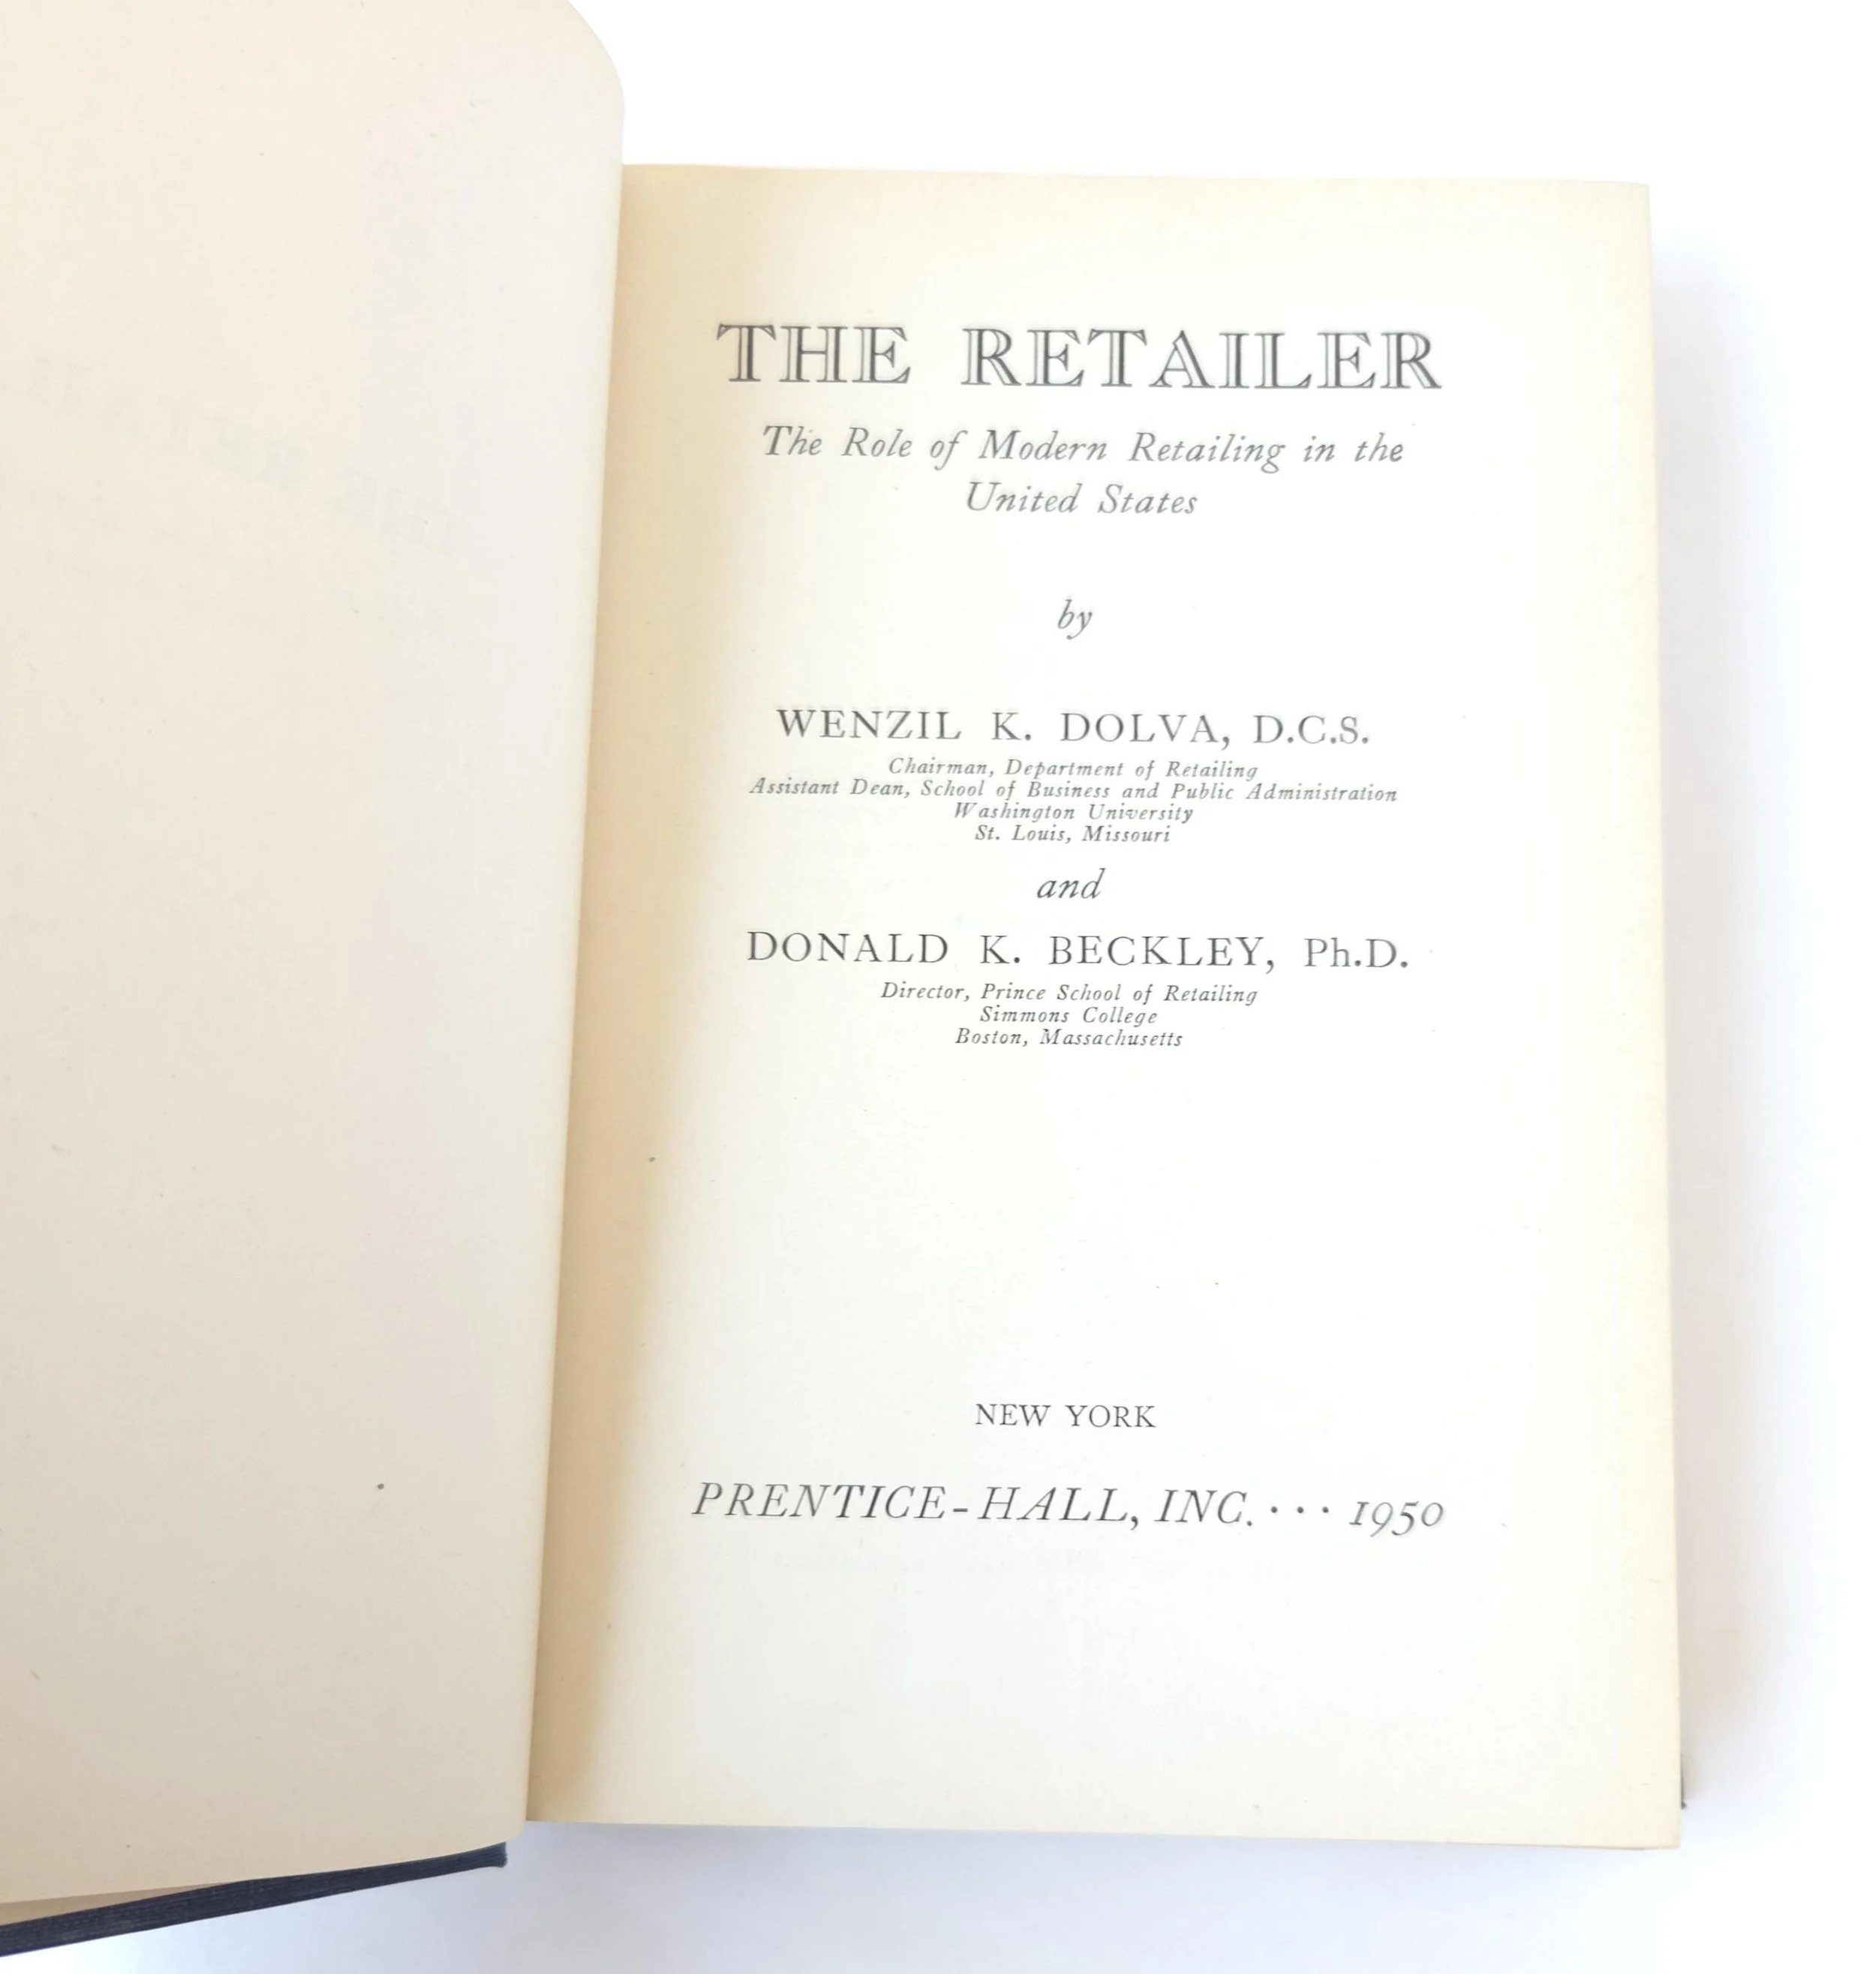 THE RETAILER
The Role of Modern Retailing in the
United States
by
WENZIL K. DOLVA, D.C.S.
Chairman, Department of Retailing
Assistant Dean, School of Business and Public Administration
Washington University
St. Louis, Missouri
and
DONALD K. BECKLEY, Ph.D.
Director, Prince School of Retailing
Simmons College
Boston, Massachusetts
NEW YORK
PRENTICE-HALL, INC. · · · 1950